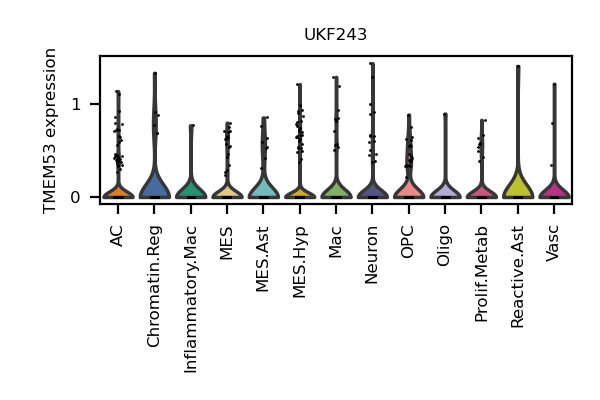 UKF243
TMEM53 expression
1
0
AC
Chromatin.Reg
Inflammatory.Mac
MES
MES.Ast
MES.Hyp
Mac
Neuron
OPC
Oligo
Prolif.Metab
Reactive.Ast
Vasc